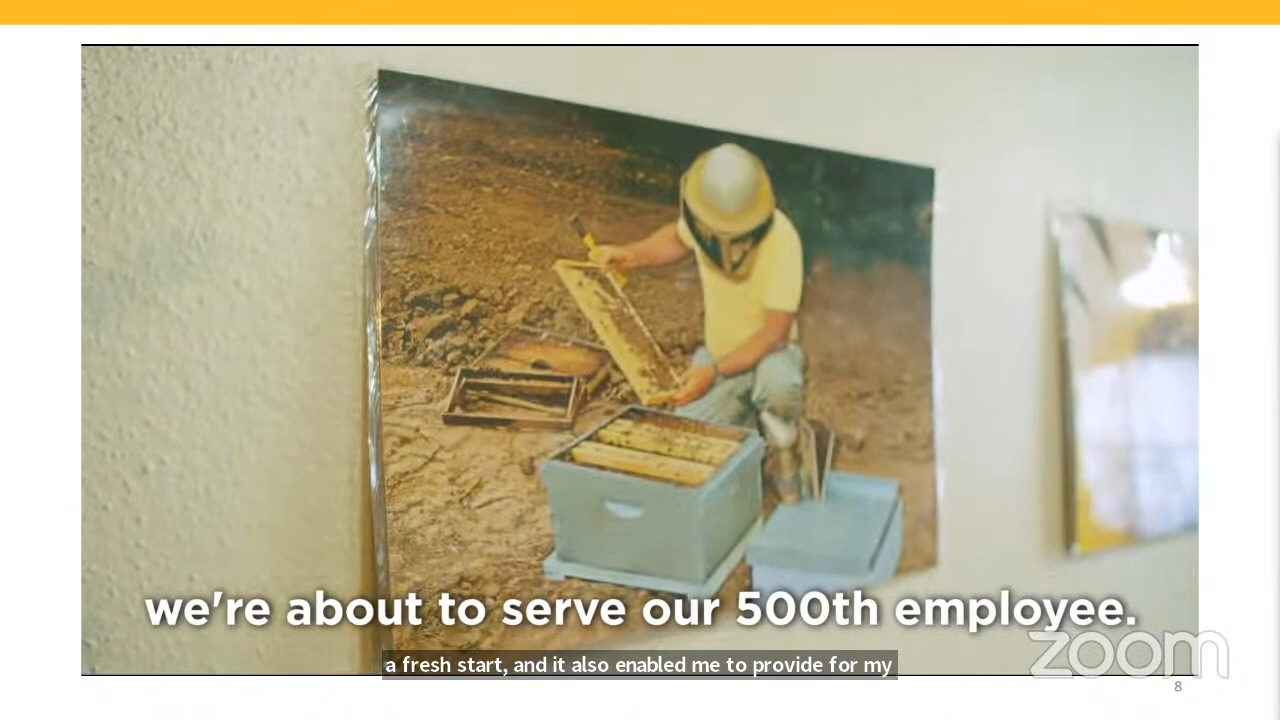 we're about to serve our 500th employee.
zoom
a fresh start, and it also enabled me to provide for my
8